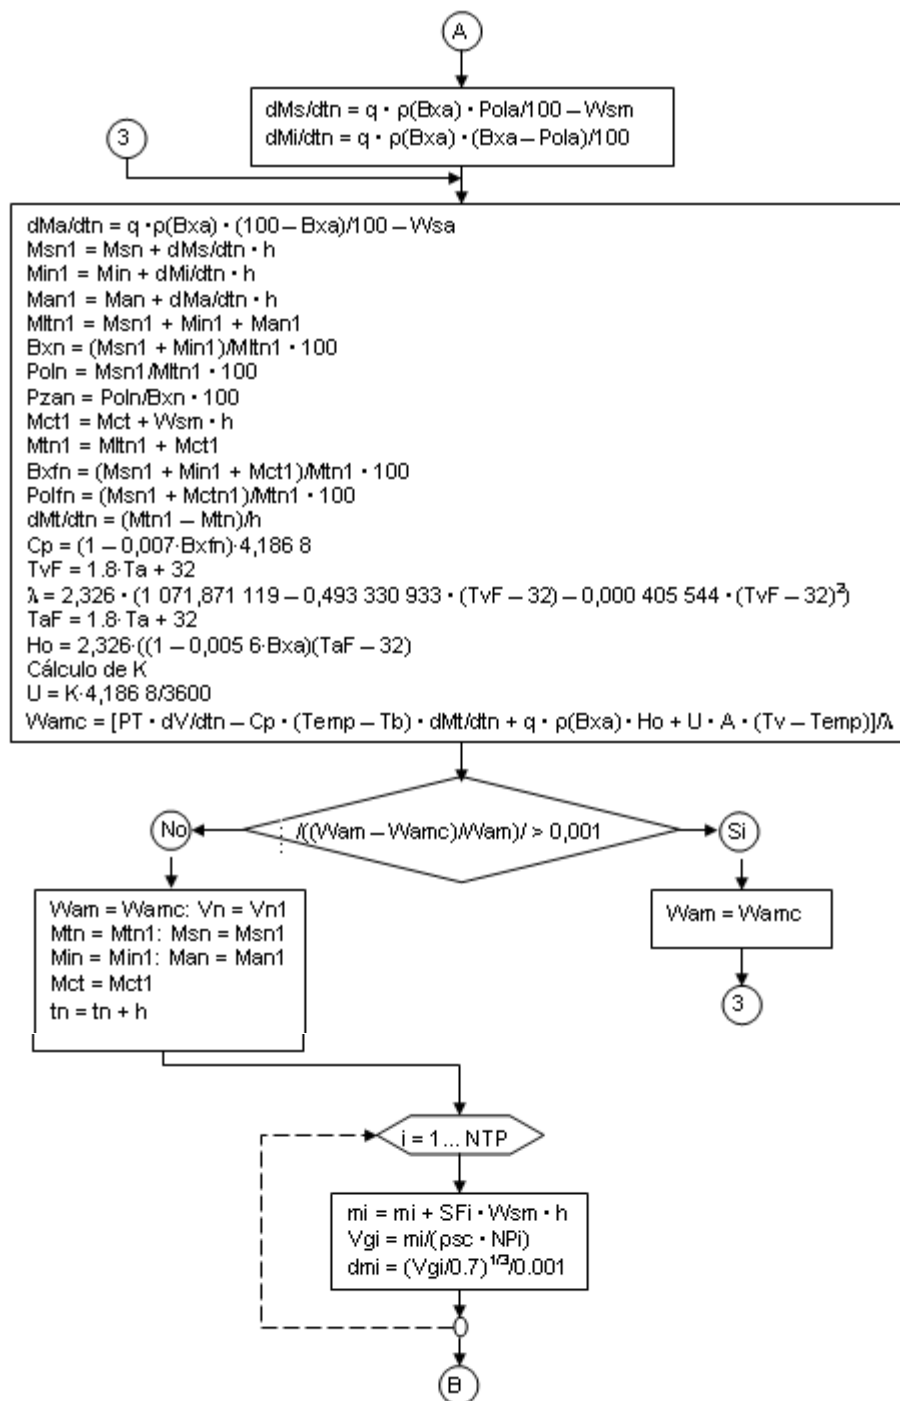 A
dMs/dtn = q · ρ(Bxa) · Pola/100 – Wsm
dMi/dtn = q · ρ(Bxa) · (Bxa – Pola)/100
3
dMa/dtn = q ·ρ(Bxa) · (100 – Bxa)/100 – Wsa
Msn1 = Msn + dMs/dtn · h
Min1 = Min + dMi/dtn · h
Man1 = Man + dMa/dtn · h
Mltn1 = Msn1 + Min1 + Man1
Bxn = (Msn1 + Min1)/Mltn1 · 100
Poln = Msn1/Mltn1 · 100
Pzan = Poln/Bxn · 100
Mct1 = Mct + Wsm · h
Mtn1 = Mltn1 + Mct1
Bxfn = (Msn1 + Min1 + Mct1)/Mtn1 · 100
Polfn = (Msn1 + Mctn1)/Mtn1 · 100
dMt/dtn = (Mtn1 – Mtn)/h
Cp = (1 – 0,007·Bxfn)·4,186 8
TvF = 1.8·Ta + 32
λ = 2,326 · (1 071,871 119 – 0,493 330 933 · (TvF – 32) – 0,000 405 544 · (TvF – 32)²)
TaF = 1.8·Ta + 32
Ho = 2,326·((1 – 0,005 6·Bxa)(TaF – 32)
Cálculo de K
U = K·4,186 8/3600
Wamc = [PT · dV/dtn – Cp · (Temp – Tb) · dMt/dtn + q · ρ(Bxa) · Ho + U · A · (Tv – Temp)]/λ
No
/((Wam – Wamc)/Wam)/ > 0,001
Si
Wam = Wamc: Vn = Vn1
Mtn = Mtn1: Msn = Msn1
Min = Min1: Man = Man1
Mct = Mct1
tn = tn + h
Wam = Wamc
3
i = 1... NTP
mi = mi + SFi · Wsm · h
Vgi = mi/(ρsc · NPi)
dmi = (Vgi/0.7)^1/3/0.001
B